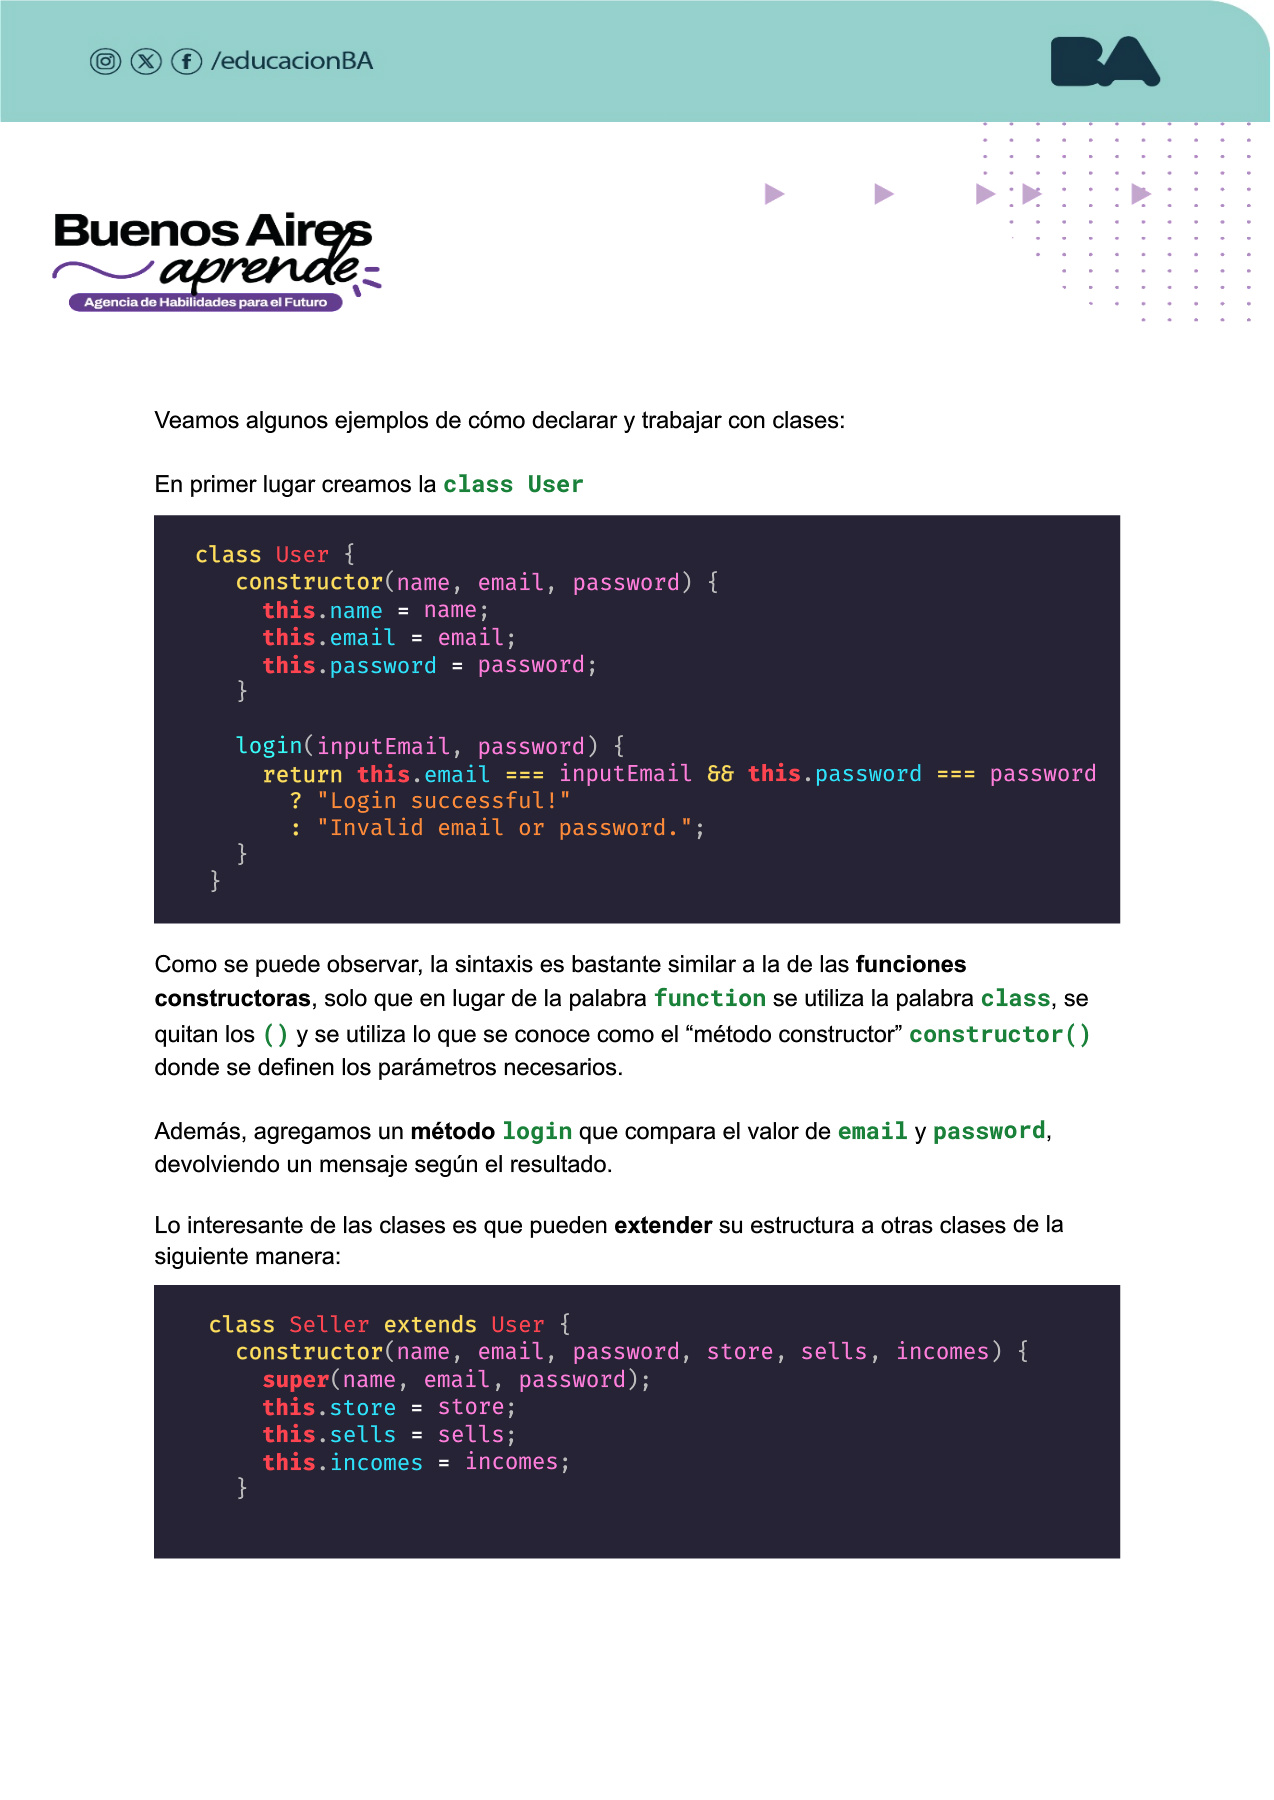 /educacionBA
BA
Buenos Aires
aprende
Agencia de Habilidades para el Futuro
Veamos algunos ejemplos de cómo declarar y trabajar con clases:
En primer lugar creamos la class User
class User {
constructor(name, email, password) {
this.name = name;
this.email = email;
this.password = password;
}
login(inputEmail, password) {
return this.email === inputEmail && this.password === password
? "Login successful!"
: "Invalid email or password.";
}
}
Como se puede observar, la sintaxis es bastante similar a la de las funciones
constructoras, solo que en lugar de la palabra function se utiliza la palabra class, se
quitan los () y se utiliza lo que se conoce como el “método constructor” constructor()
donde se definen los parámetros necesarios.
Además, agregamos un método login que compara el valor de email y password,
devolviendo un mensaje según el resultado.
Lo interesante de las clases es que pueden extender su estructura a otras clases de la
siguiente manera:
class Seller extends User {
constructor(name, email, password, store, sells, incomes) {
super(name, email, password);
this.store = store;
this.sells = sells;
this.incomes = incomes;
}